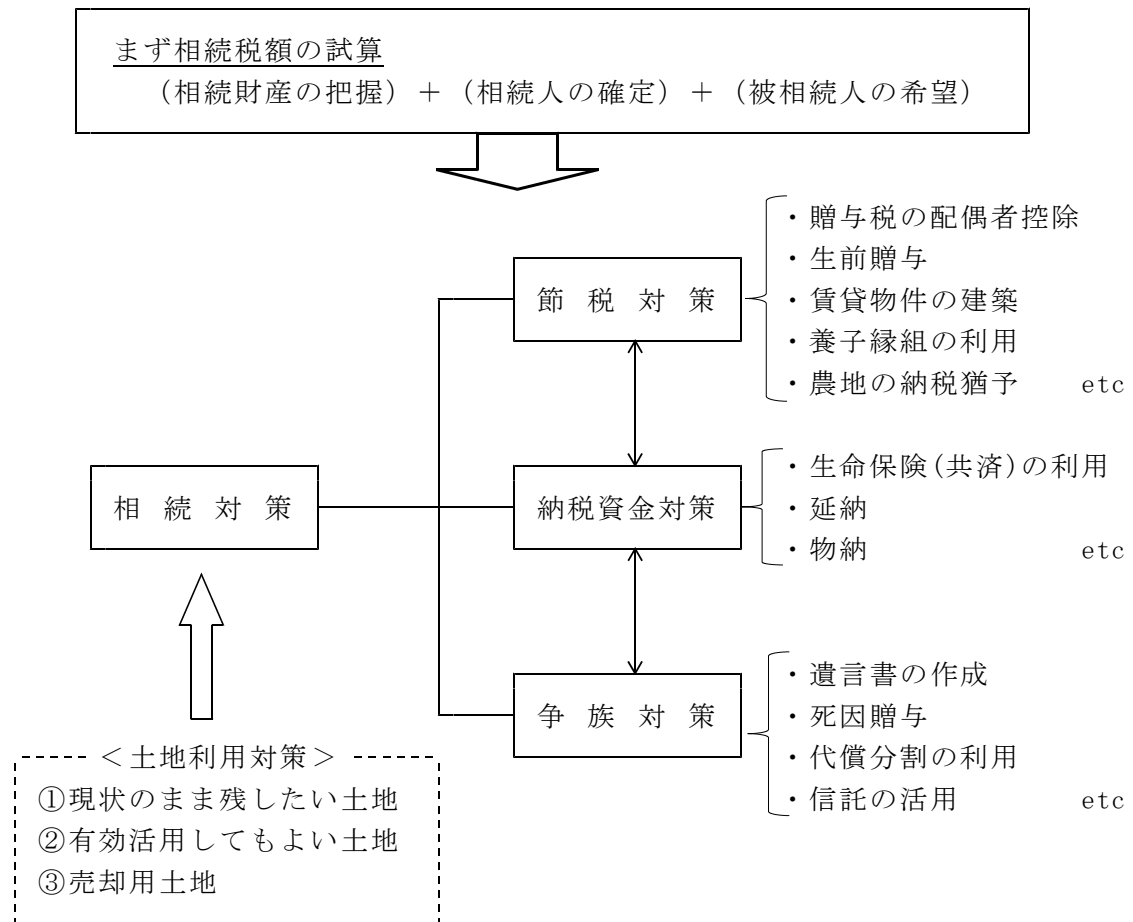 まず相続税額の試算
（相続財産の把握）＋（相続人の確定）＋（被相続人の希望）
節税対策
・贈与税の配偶者控除
・生前贈与
・賃貸物件の建築
・養子縁組の利用
・農地の納税猶予　etc
相続対策
納税資金対策
・生命保険(共済)の利用
・延納
・物納　etc
争族対策
・遺言書の作成
・死因贈与
・代償分割の利用
・信託の活用　etc
＜土地利用対策＞
①現状のまま残したい土地
②有効活用してもよい土地
③売却用土地